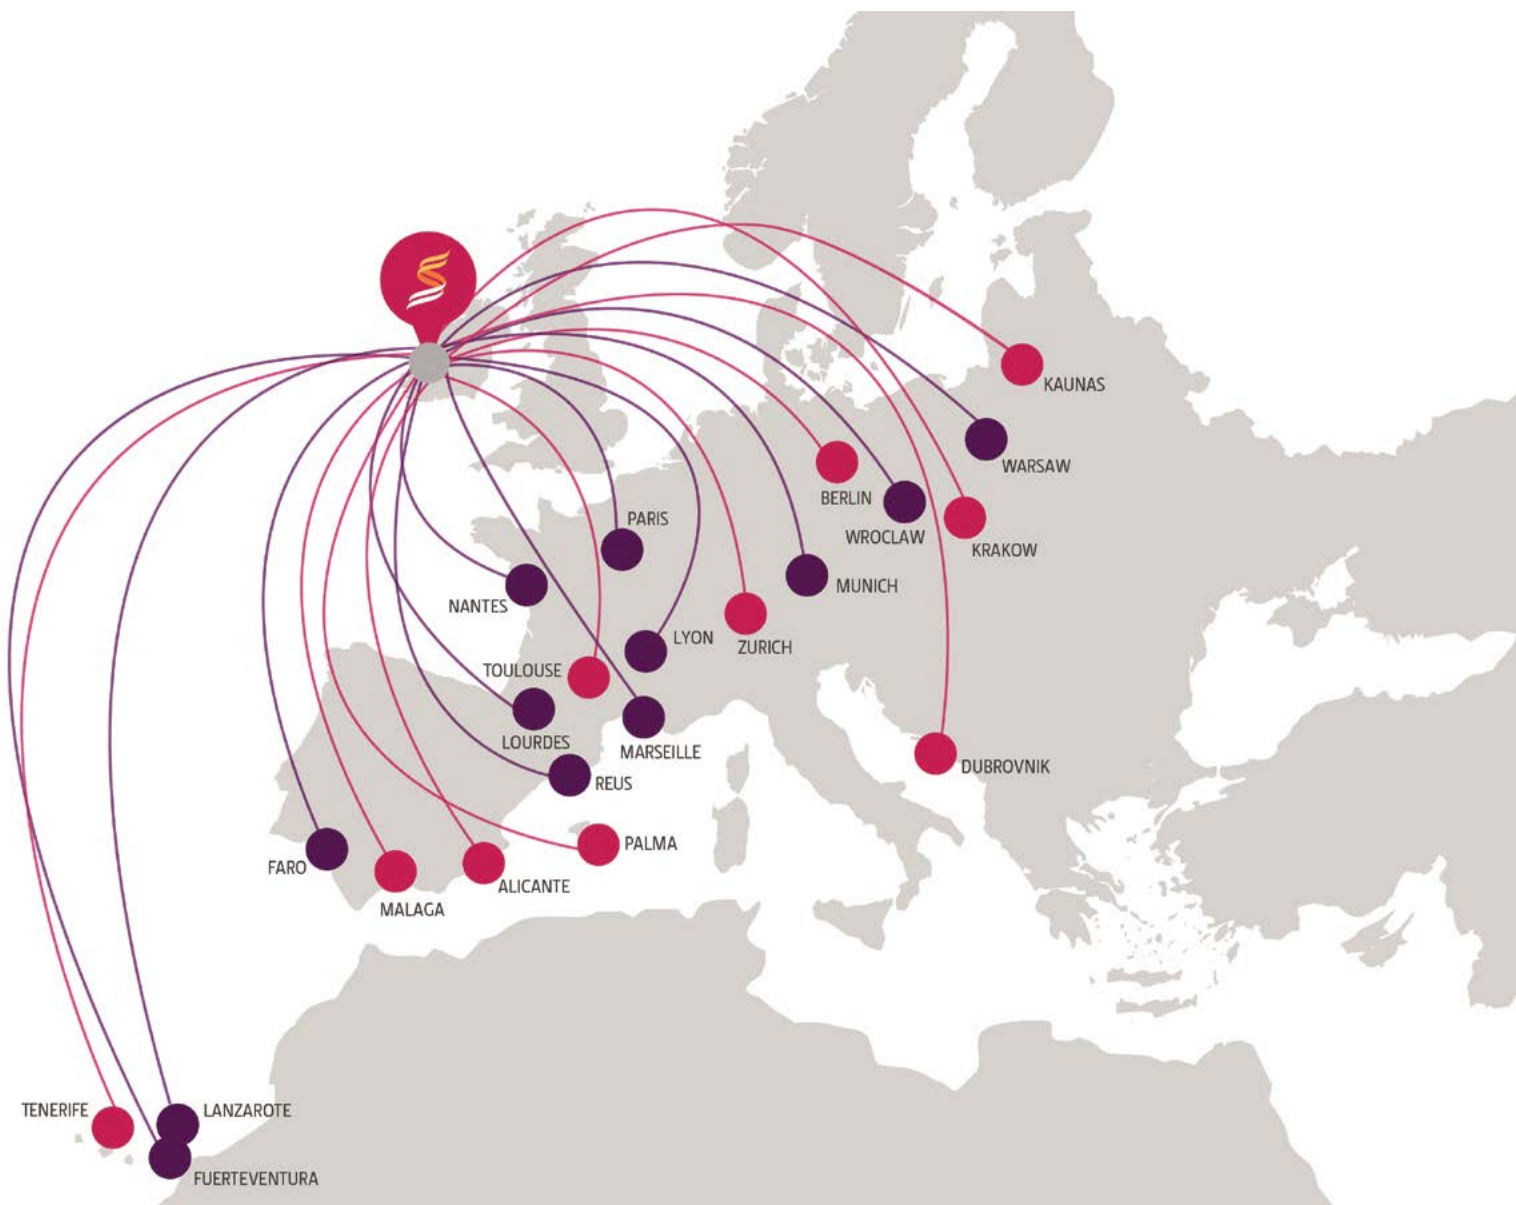 KAUNAS
WARSAW
BERLIN
WROCLAW
PARIS
KRAKOW
MUNICH
NANTES
LYON
ZURICH
TOULOUSE
LOURDES
MARSEILLE
DUBROVNIK
REUS
PALMA
FARO
ALICANTE
MALAGA
TENERIFE
LANZAROTE
FUERTEVENTURA